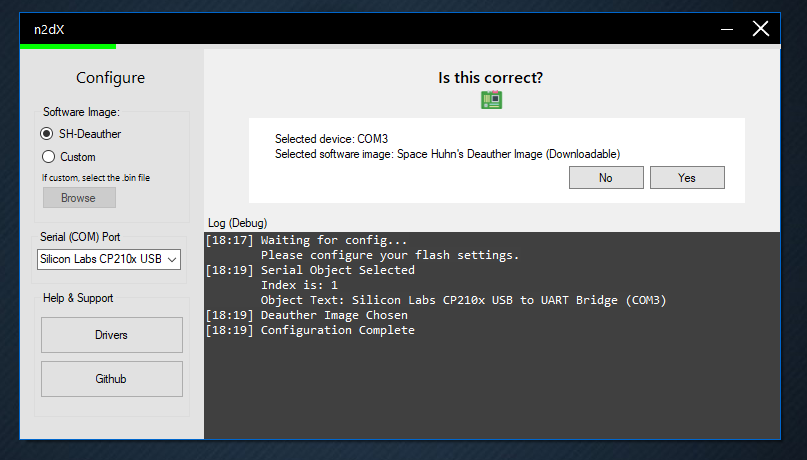 n2dX
Configure
Software Image:
SH-Deauther
Custom
If custom, select the .bin file
Browse
Serial (COM) Port
Silicon Labs CP210x USB
Help & Support
Drivers
Github
Is this correct?
Selected device: COM3
Selected software image: Space Huhn's Deauther Image (Downloadable)
No
Yes
Log (Debug)
[18:17] Waiting for config...
Please configure your flash settings.
[18:19] Serial Object Selected
Index is: 1
Object Text: Silicon Labs CP210x USB to UART Bridge (COM3)
[18:19] Deauther Image Chosen
[18:19] Configuration Complete